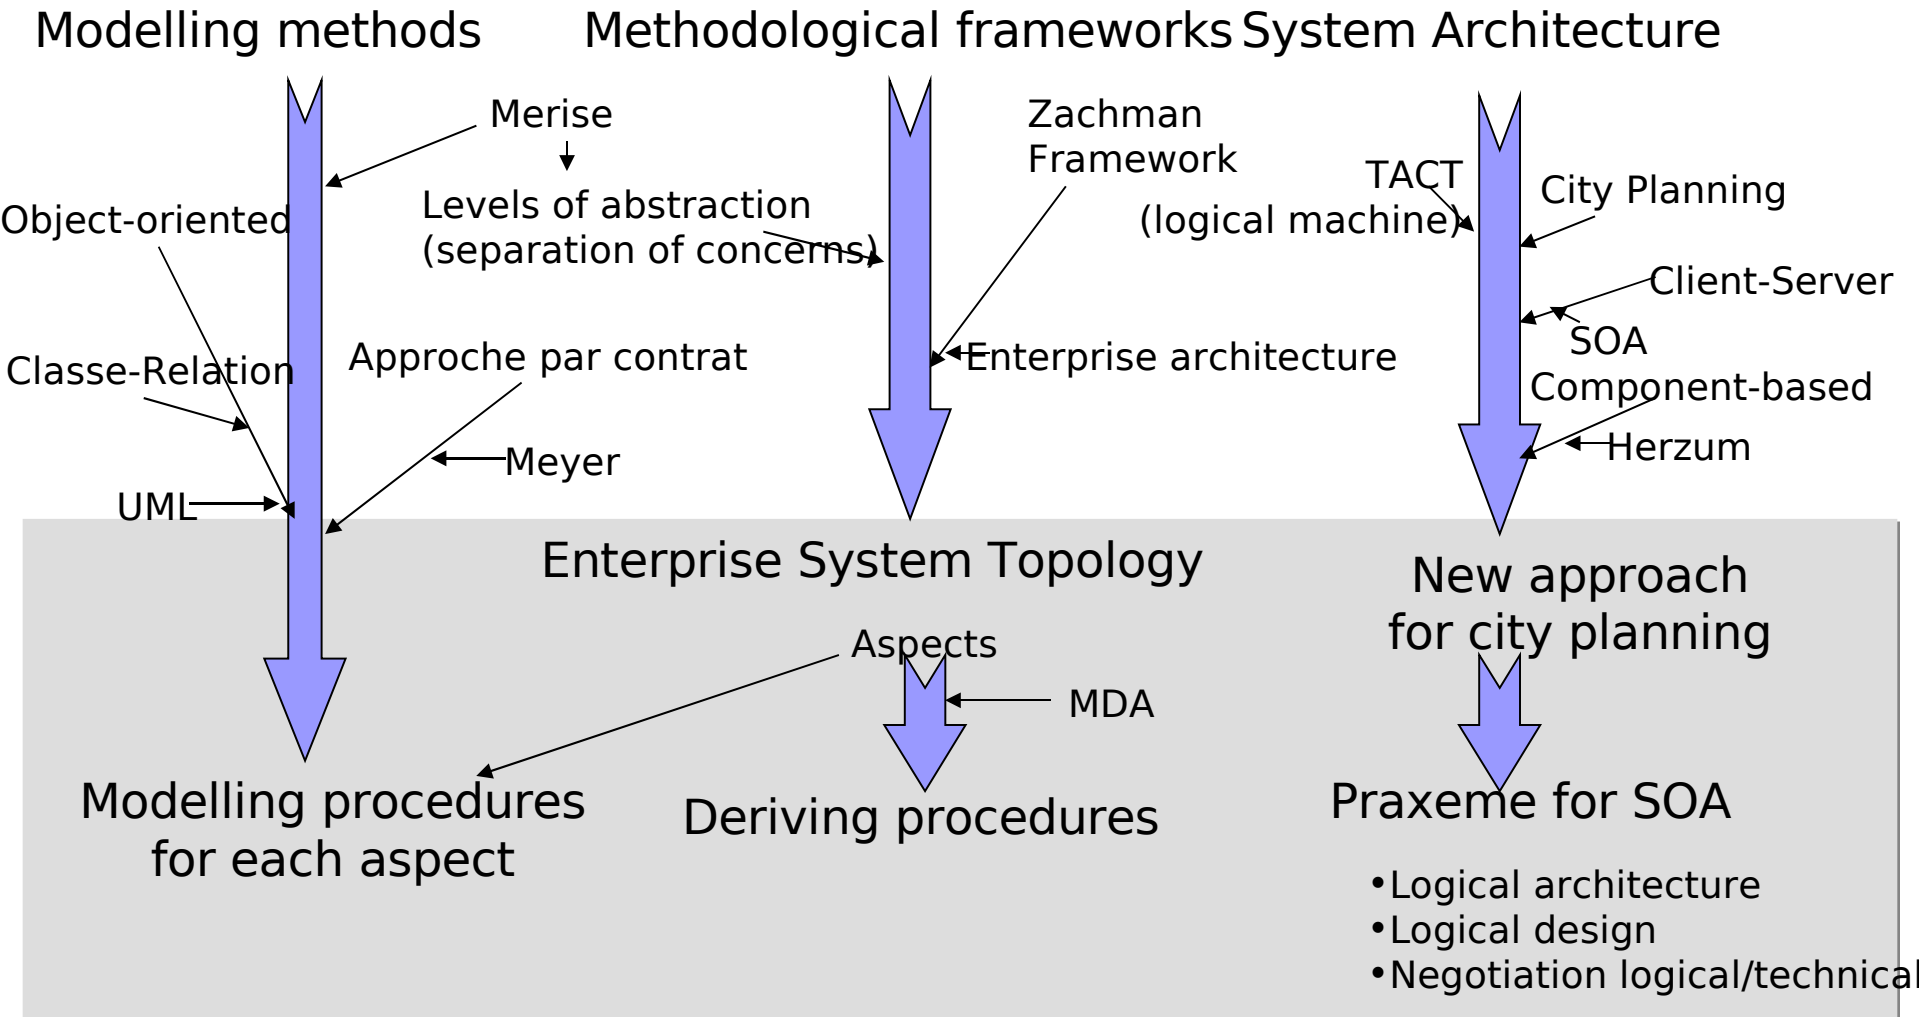 Modelling methods
Methodological frameworks
System Architecture
Merise
Zachman
Framework
TACT
(logical machine)
City Planning
Object-oriented
Levels of abstraction
(separation of concerns)
Client-Server
SOA
Classe-Relation
Approche par contrat
Enterprise architecture
Component-based
Herzum
Meyer
UML
Enterprise System Topology
New approach
for city planning
Aspects
MDA
Modelling procedures
for each aspect
Deriving procedures
Praxeme for SOA
•Logical architecture
•Logical design
•Negotiation logical/technical